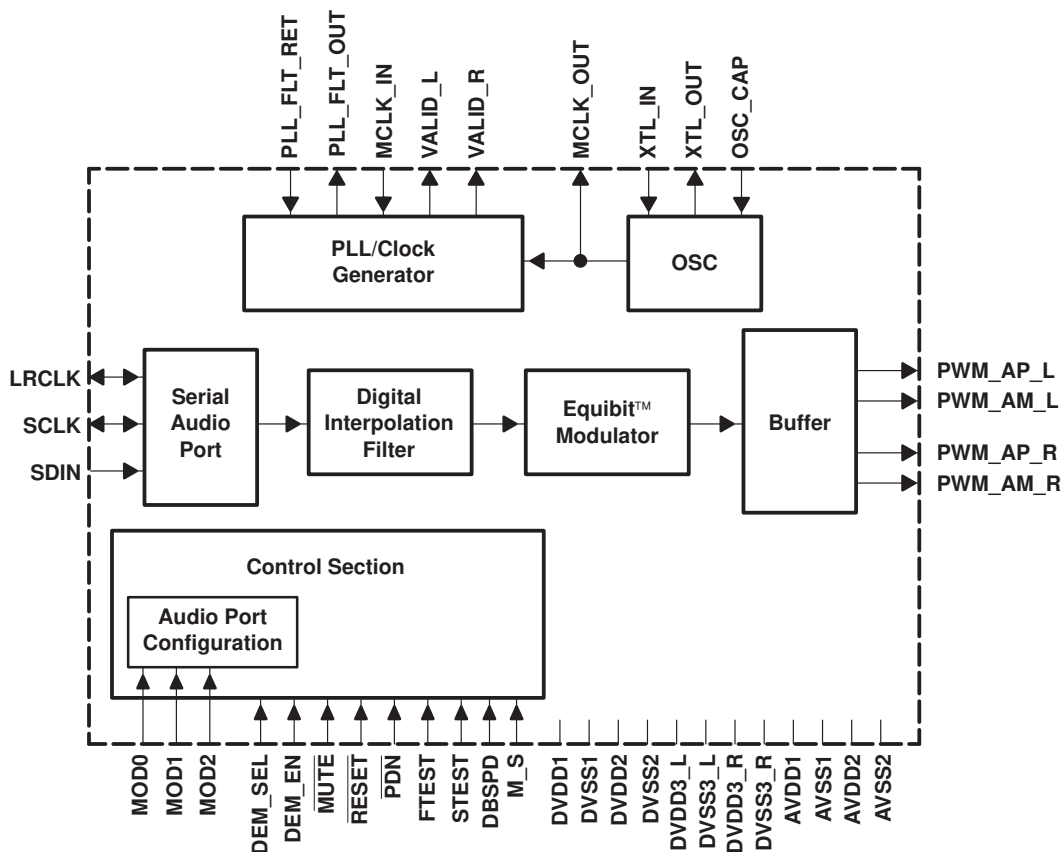 PLL_FLT_RET
PLL_FLT_OUT
MCLK_IN
VALID_L
VALID_R
MCLK_OUT
XTL_IN
XTL_OUT
OSC_CAP
PLL/Clock
Generator
OSC
LRCLK
SCLK
SDIN
Serial
Audio
Port
Digital
Interpolation
Filter
Equibit™
Modulator
Buffer
PWM_AP_L
PWM_AM_L
PWM_AP_R
PWM_AM_R
Control Section
Audio Port
Configuration
MOD0
MOD1
MOD2
DEM_SEL
DEM_EN
MUTE
RESET
PDN
FTEST
STEST
DBSPD
M_S
DVDD1
DVSS1
DVDD2
DVSS2
DVDD3_L
DVSS3_L
DVDD3_R
DVSS3_R
AVDD1
AVSS1
AVDD2
AVSS2